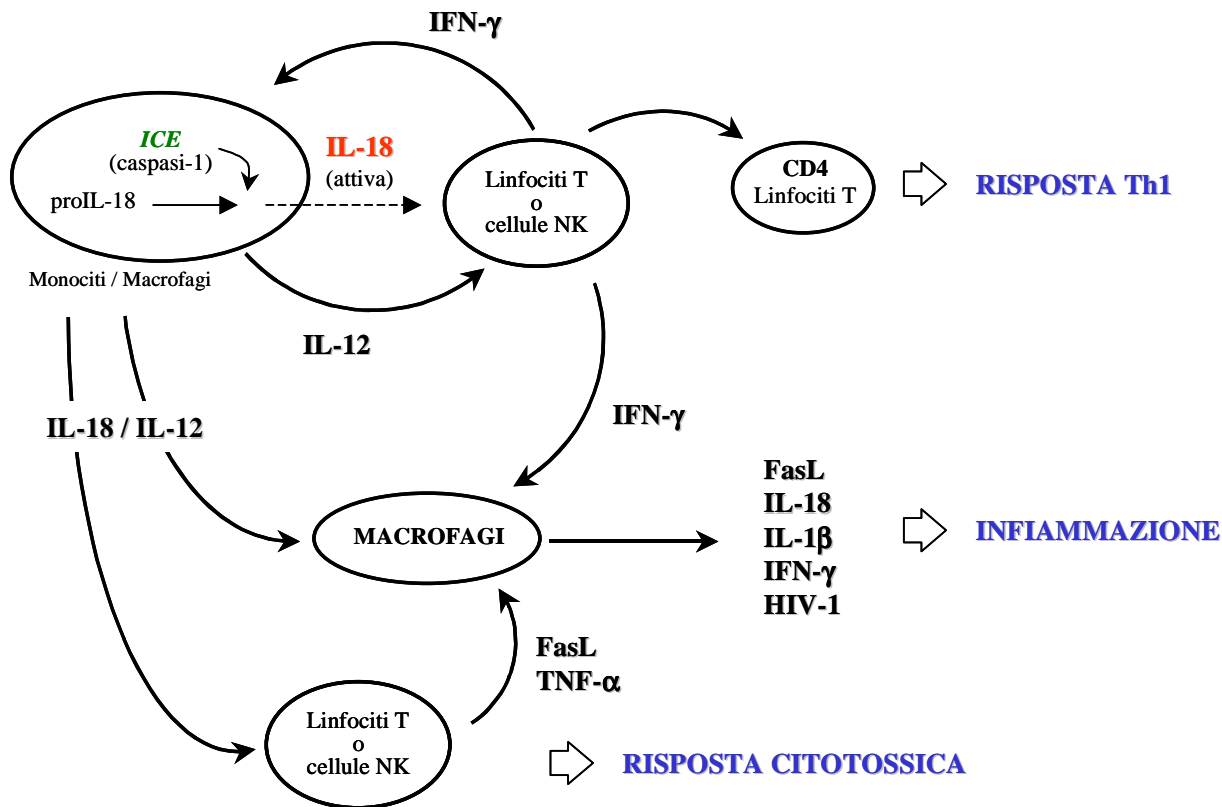 IFN-γ
ICE
(caspasi-1)
proIL-18
IL-18
(attiva)
Linfociti T
o
cellule NK
CD4
Linfociti T
RISPOSTA Th1
Monociti / Macrofagi
IL-12
IL-18 / IL-12
IFN-γ
MACROFAGI
FasL
IL-18
IL-1β
IFN-γ
HIV-1
INFIAMMAZIONE
FasL
TNF-α
Linfociti T
o
cellule NK
RISPOSTA CITOTOSSICA